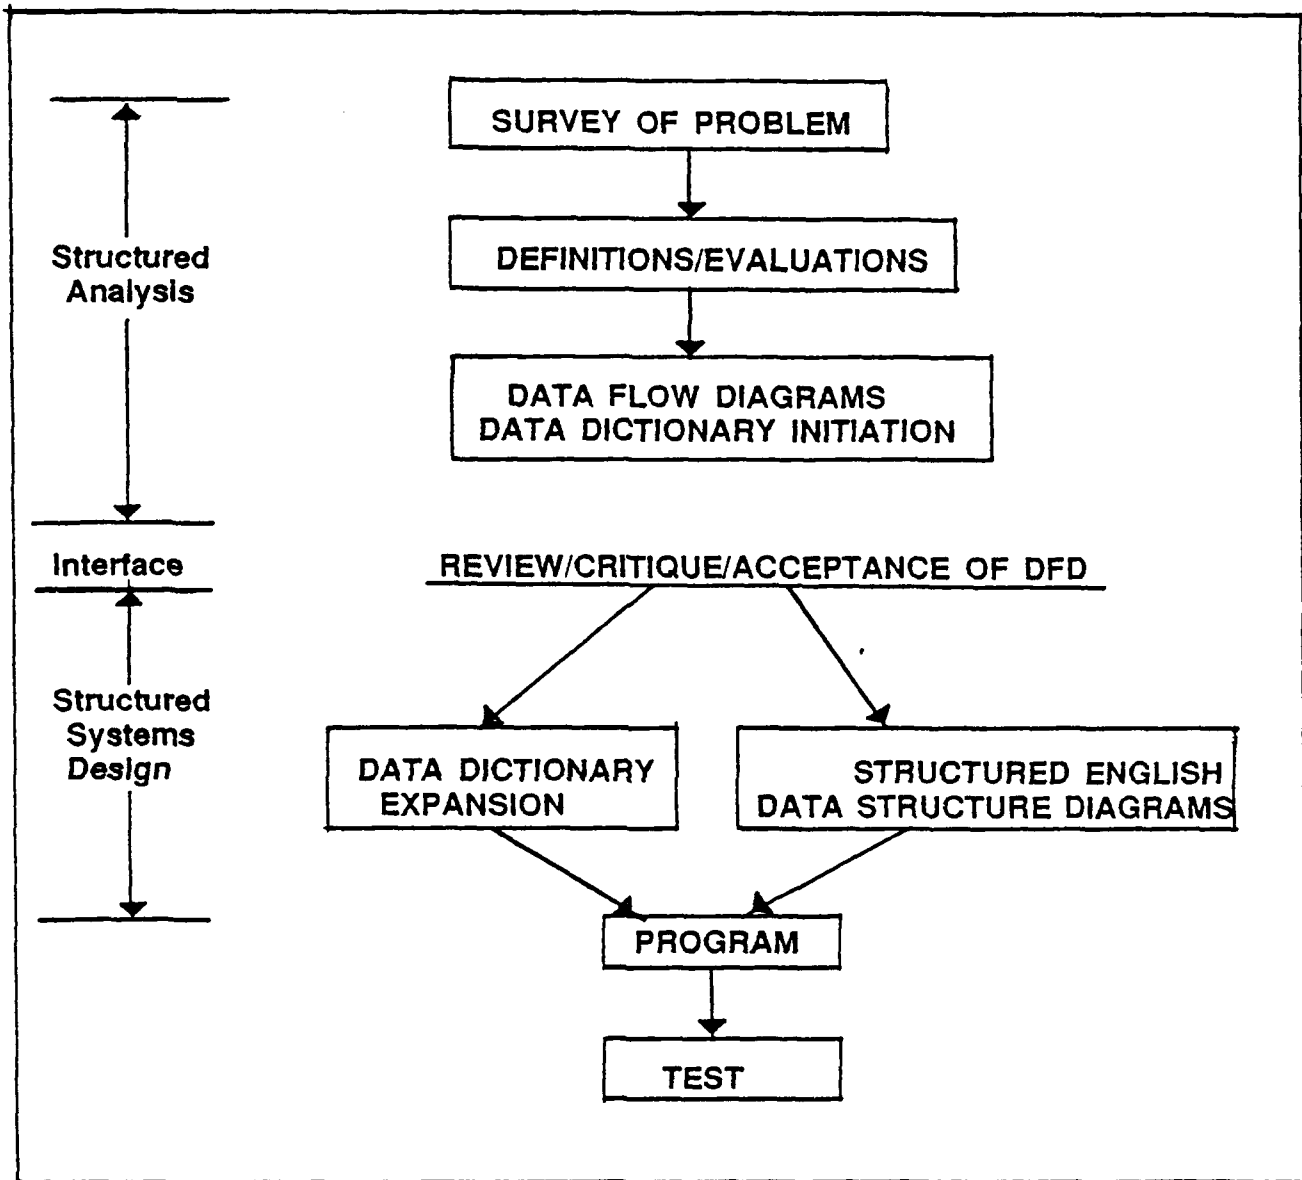 SURVEY OF PROBLEM
DEFINITIONS/EVALUATIONS
Structured
Analysis
DATA FLOW DIAGRAMS
DATA DICTIONARY INITIATION
Interface
REVIEW/CRITIQUE/ACCEPTANCE OF DFD
Structured
Systems
Design
DATA DICTIONARY
EXPANSION
STRUCTURED ENGLISH
DATA STRUCTURE DIAGRAMS
PROGRAM
TEST